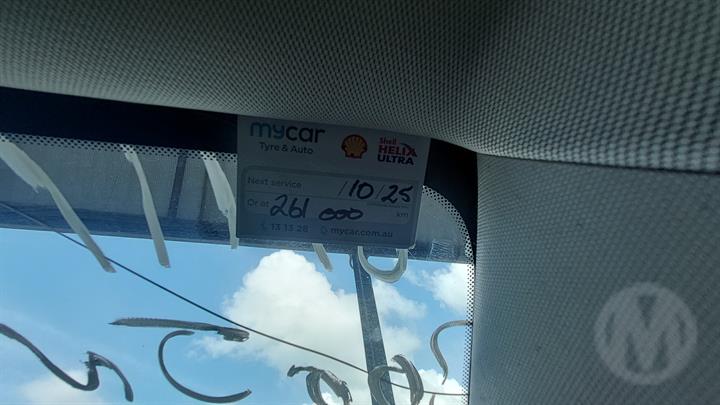 mycar
Tyre & Auto
Shell
HELIX
ULTRA
Next service /10/25
Or at 261 000 km
13 13 28 mycar.com.au
M